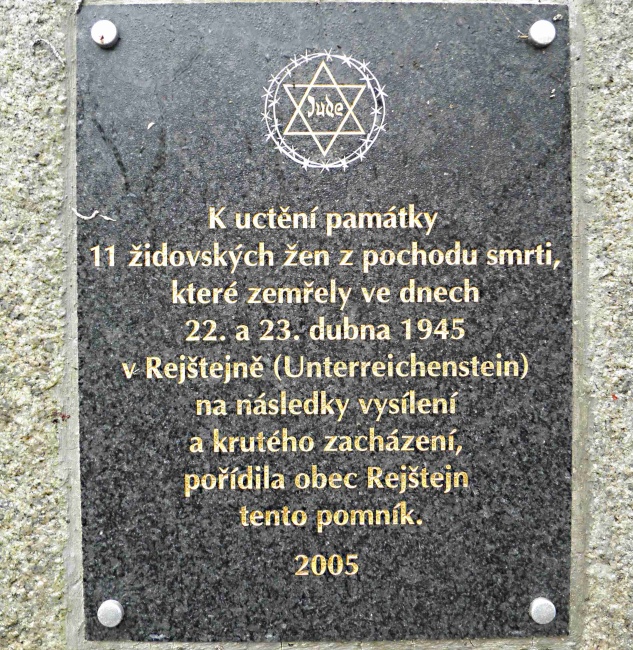 Jude
K uctění památky
11 židovských žen z pochodu smrti,
které zemřely ve dnech
22. a 23. dubna 1945
v Rejštejně (Unterreichenstein)
na následky vysílení
a krutého zacházení,
pořídila obec Rejštejn
tento pomník.
2005